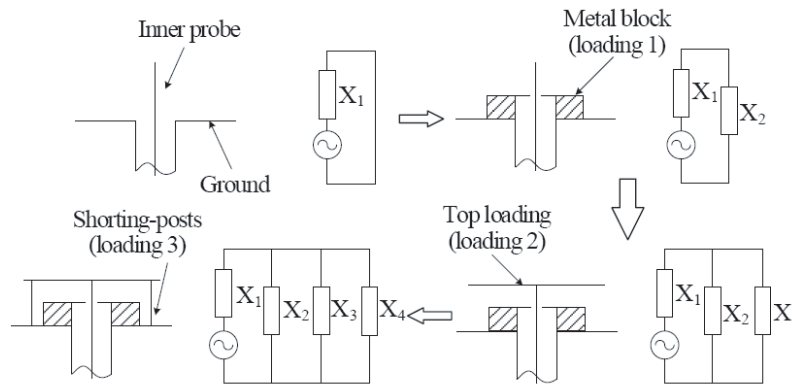 Inner probe
X1
Ground
Metal block
(loading 1)
X1
X2
Top loading
(loading 2)
X1
X2
X
Shorting-posts
(loading 3)
X1
X2
X3
X4